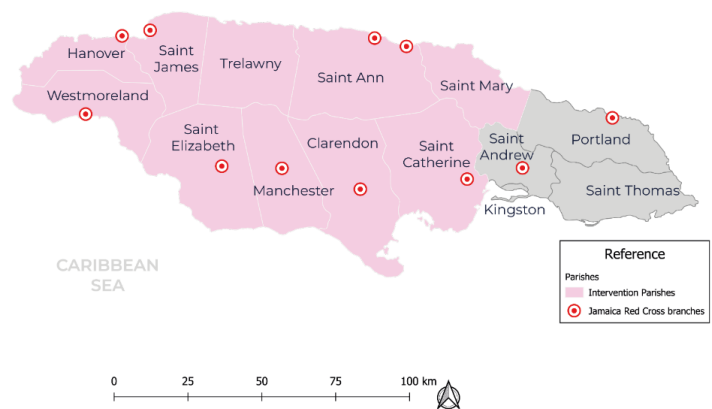 Hanover
Saint
James
Trelawny
Saint Ann
Saint Mary
Westmoreland
Saint
Elizabeth
Manchester
Clarendon
Saint
Catherine
Saint
Andrew
Kingston
Portland
Saint Thomas
CARIBBEAN
SEA
Reference
Parishes
Intervention Parishes
Jamaica Red Cross branches
0 25 50 75 100 km